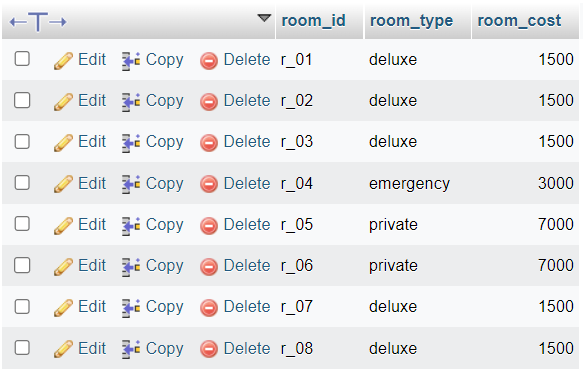 room_id room_type room_cost
Edit Copy Delete r_01 deluxe 1500
Edit Copy Delete r_02 deluxe 1500
Edit Copy Delete r_03 deluxe 1500
Edit Copy Delete r_04 emergency 3000
Edit Copy Delete r_05 private 7000
Edit Copy Delete r_06 private 7000
Edit Copy Delete r_07 deluxe 1500
Edit Copy Delete r_08 deluxe 1500